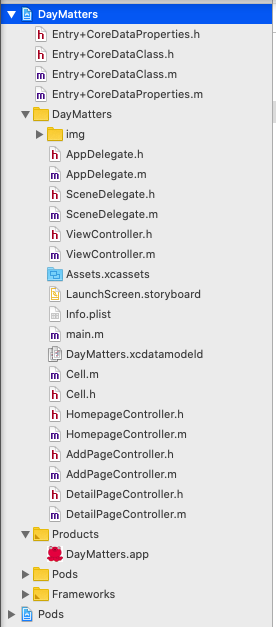 DayMatters
Entry+CoreDataProperties.h
Entry+CoreDataClass.h
Entry+CoreDataClass.m
Entry+CoreDataProperties.m
DayMatters
img
h AppDelegate.h
m AppDelegate.m
h SceneDelegate.h
m SceneDelegate.m
h ViewController.h
m ViewController.m
Assets.xcassets
LaunchScreen.storyboard
Info.plist
m main.m
DayMatters.xcdatamodeld
m Cell.m
h Cell.h
h HomepageController.h
m HomepageController.m
h AddPageController.h
m AddPageController.m
h DetailPageController.h
m DetailPageController.m
Products
DayMatters.app
Pods
Frameworks
Pods